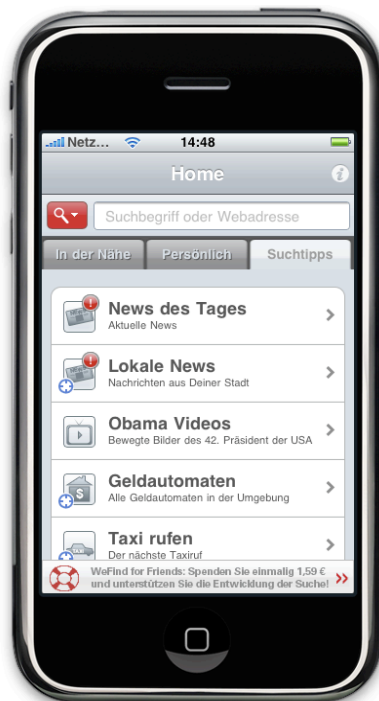 Netz...
14:48
Home
Suchbegriff oder Webadresse
In der Nähe
Persönlich
Suchtipps
News des Tages
Aktuelle News
Lokale News
Nachrichten aus Deiner Stadt
Obama Videos
Bewegte Bilder des 42. Präsident der USA
Geldautomaten
Alle Geldautomaten in der Umgebung
Taxi rufen
Der nächste Taxiruf
WeFind for Friends: Spenden Sie einmalig 1,59 €
und unterstützen Sie die Entwicklung der Suche!